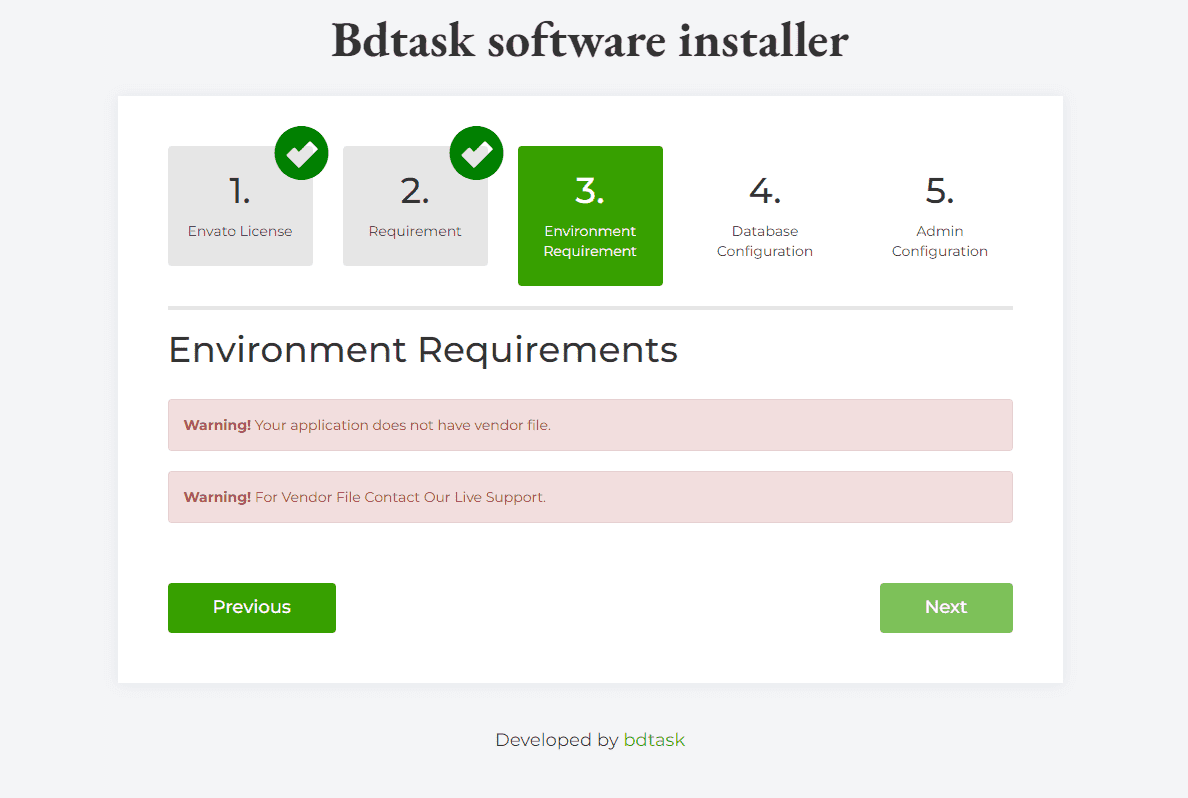 Bdtask software installer
1.
Envato License
2.
Requirement
3.
Environment
Requirement
4.
Database
Configuration
5.
Admin
Configuration
Environment Requirements
Warning! Your application does not have vendor file.
Warning! For Vendor File Contact Our Live Support.
Previous
Next
Developed by bdtask